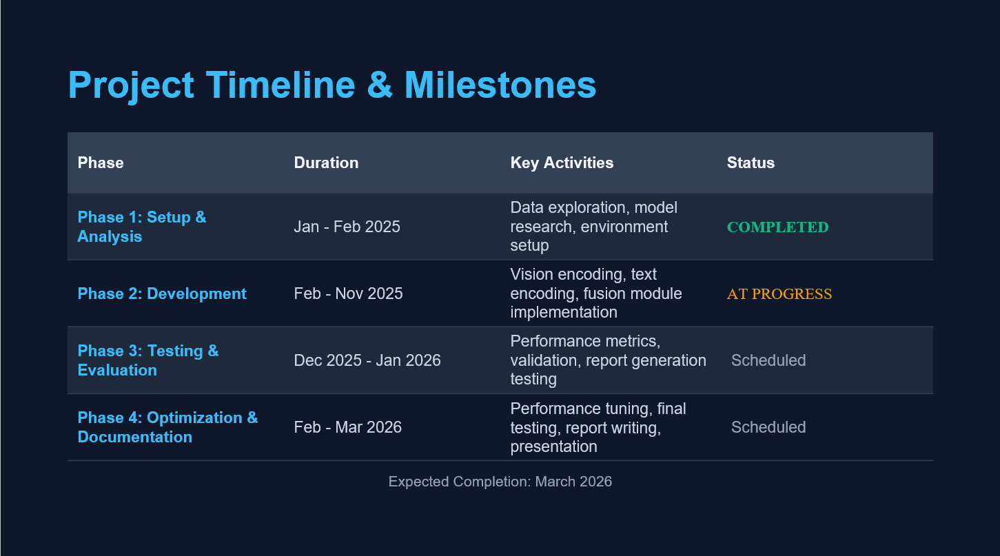 Project Timeline & Milestones
Phase Duration Key Activities Status
Phase 1: Setup &
Analysis
Jan - Feb 2025
Data exploration, model
research, environment
setup
COMPLETED
Phase 2: Development
Feb - Nov 2025
Vision encoding, text
encoding, fusion module
implementation
AT PROGRESS
Phase 3: Testing &
Evaluation
Dec 2025 - Jan 2026
Performance metrics,
validation, report generation
testing
Scheduled
Phase 4: Optimization &
Documentation
Feb - Mar 2026
Performance tuning, final
testing, report writing,
presentation
Scheduled
Expected Completion: March 2026